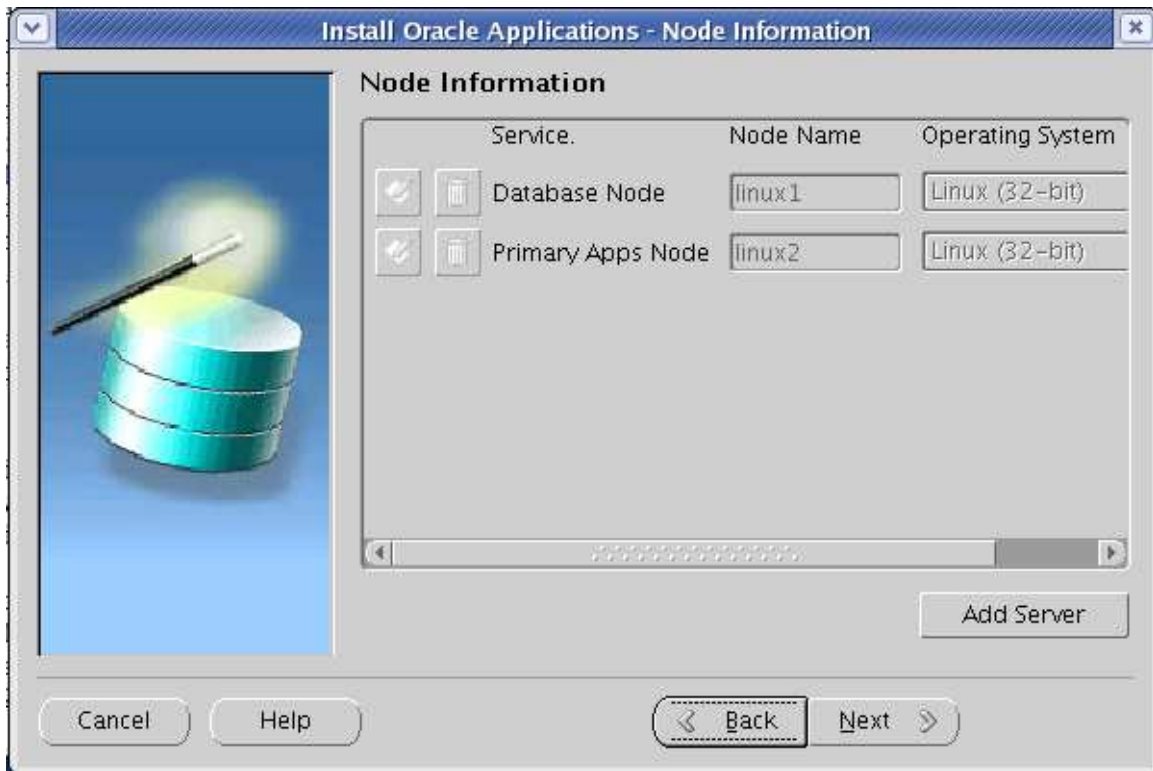 Install Oracle Applications - Node Information
Node Information
Service. Node Name Operating System
Database Node linux1 Linux (32-bit)
Primary Apps Node linux2 Linux (32-bit)
Add Server
Cancel Help Back Next